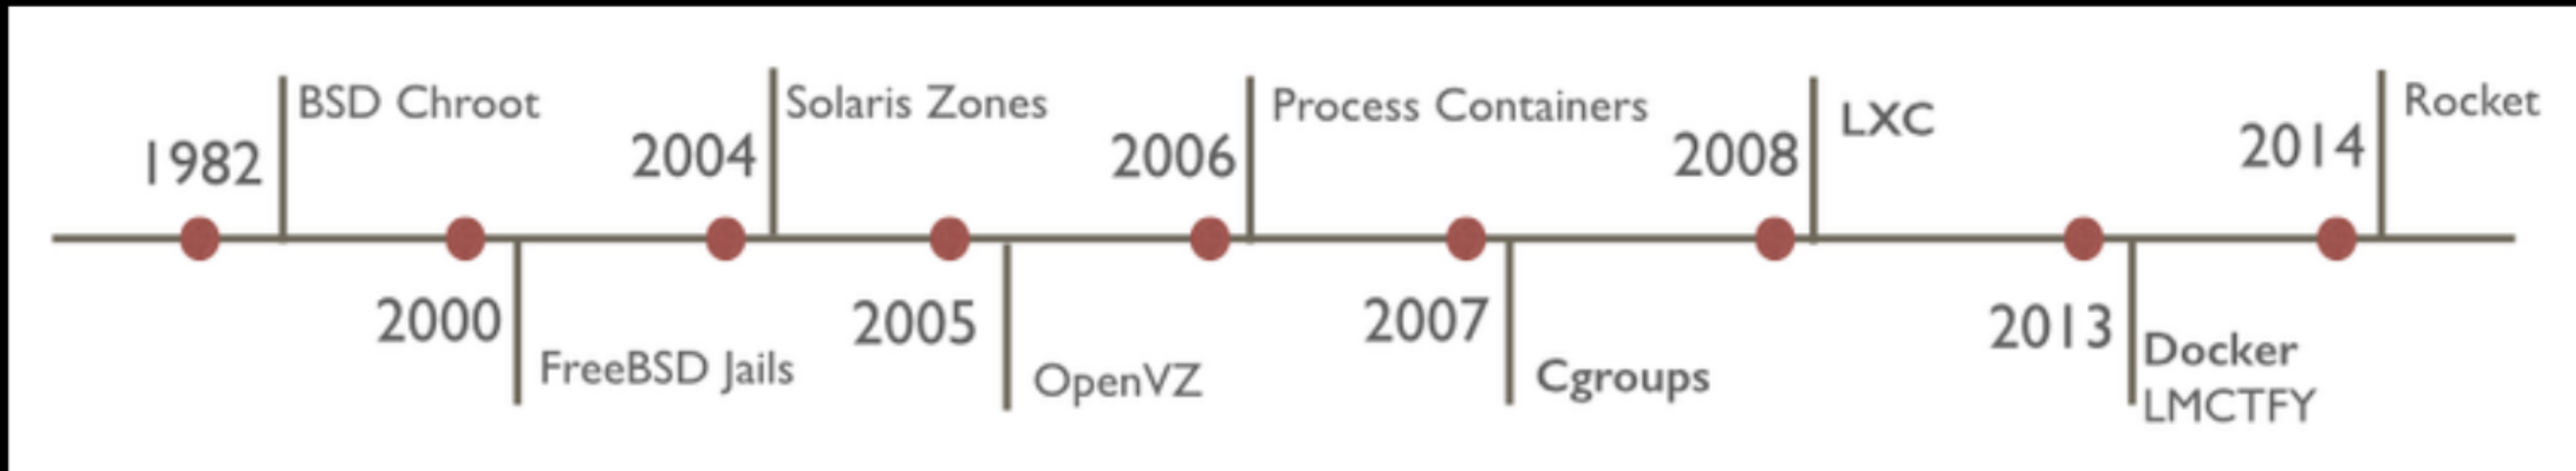 1982
BSD Chroot
2000
FreeBSD Jails
2004
Solaris Zones
2005
OpenVZ
2006
Process Containers
2007
Cgroups
2008
LXC
2013
Docker
LMCTFY
2014
Rocket